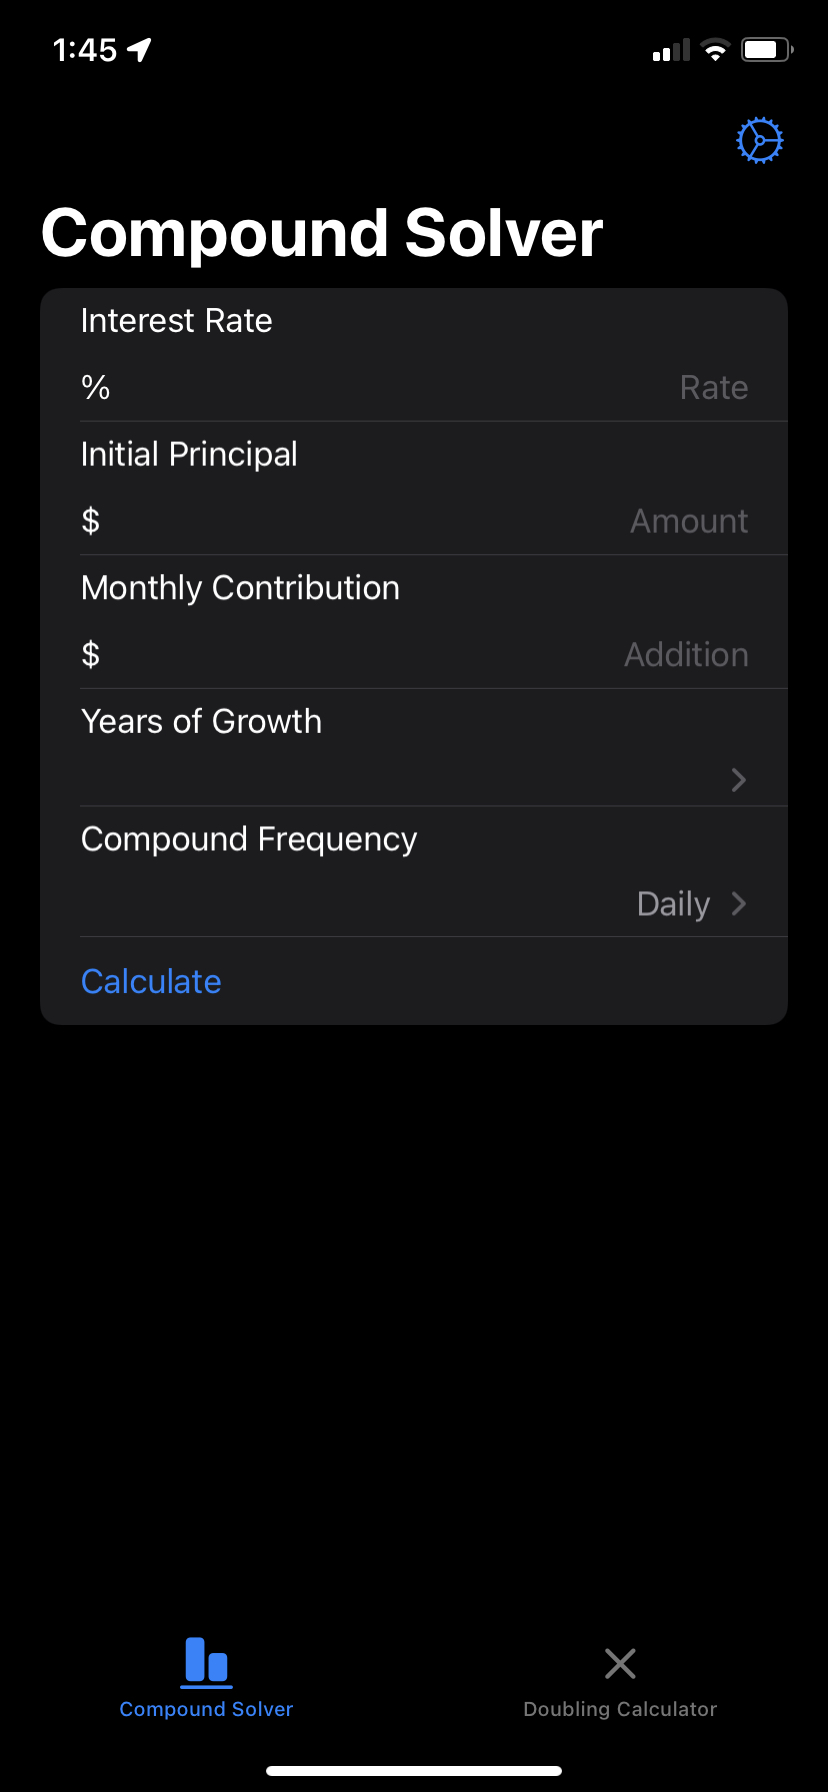 1:45
Compound Solver
Interest Rate
% Rate
Initial Principal
$ Amount
Monthly Contribution
$ Addition
Years of Growth
Compound Frequency
Daily
Calculate
Compound Solver Doubling Calculator